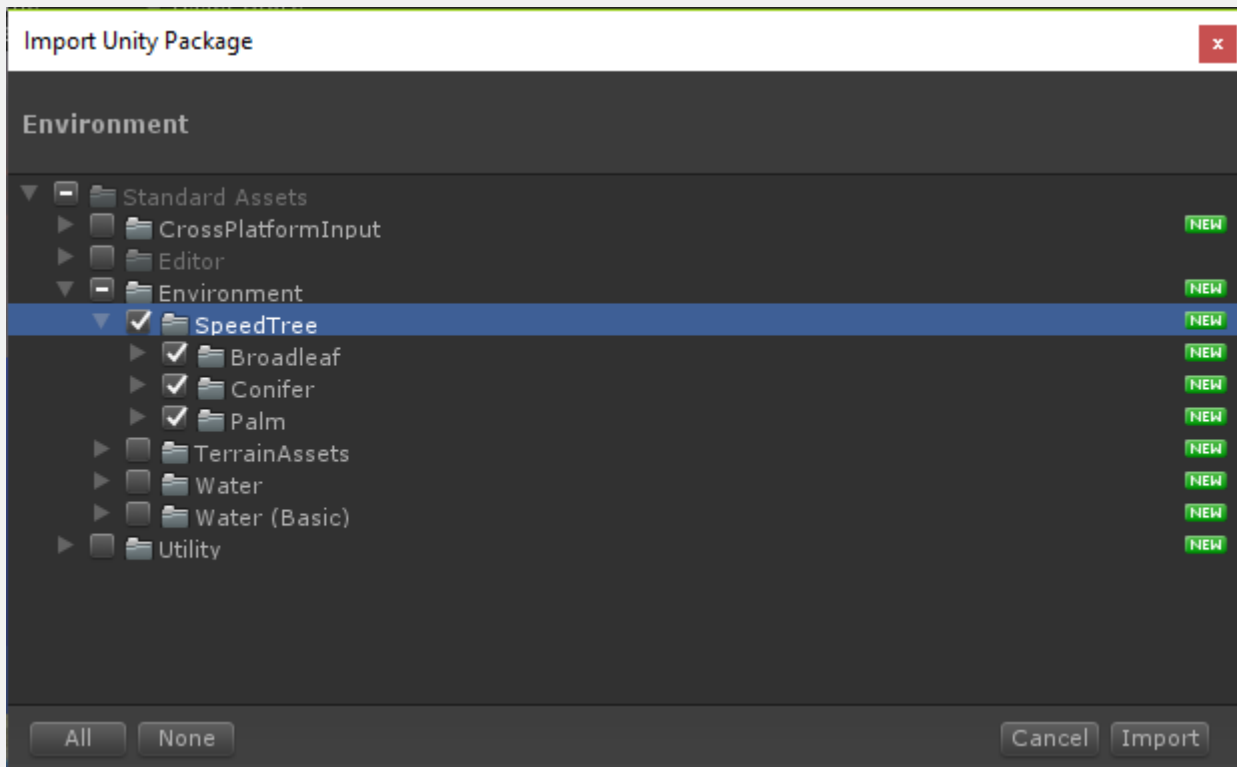 Import Unity Package
x
Environment
Standard Assets
CrossPlatformInput NEW
Editor
Environment NEW
SpeedTree NEW
Broadleaf NEW
Conifer NEW
Palm NEW
TerrainAssets NEW
Water NEW
Water (Basic) NEW
Utility NEW
All None Cancel Import